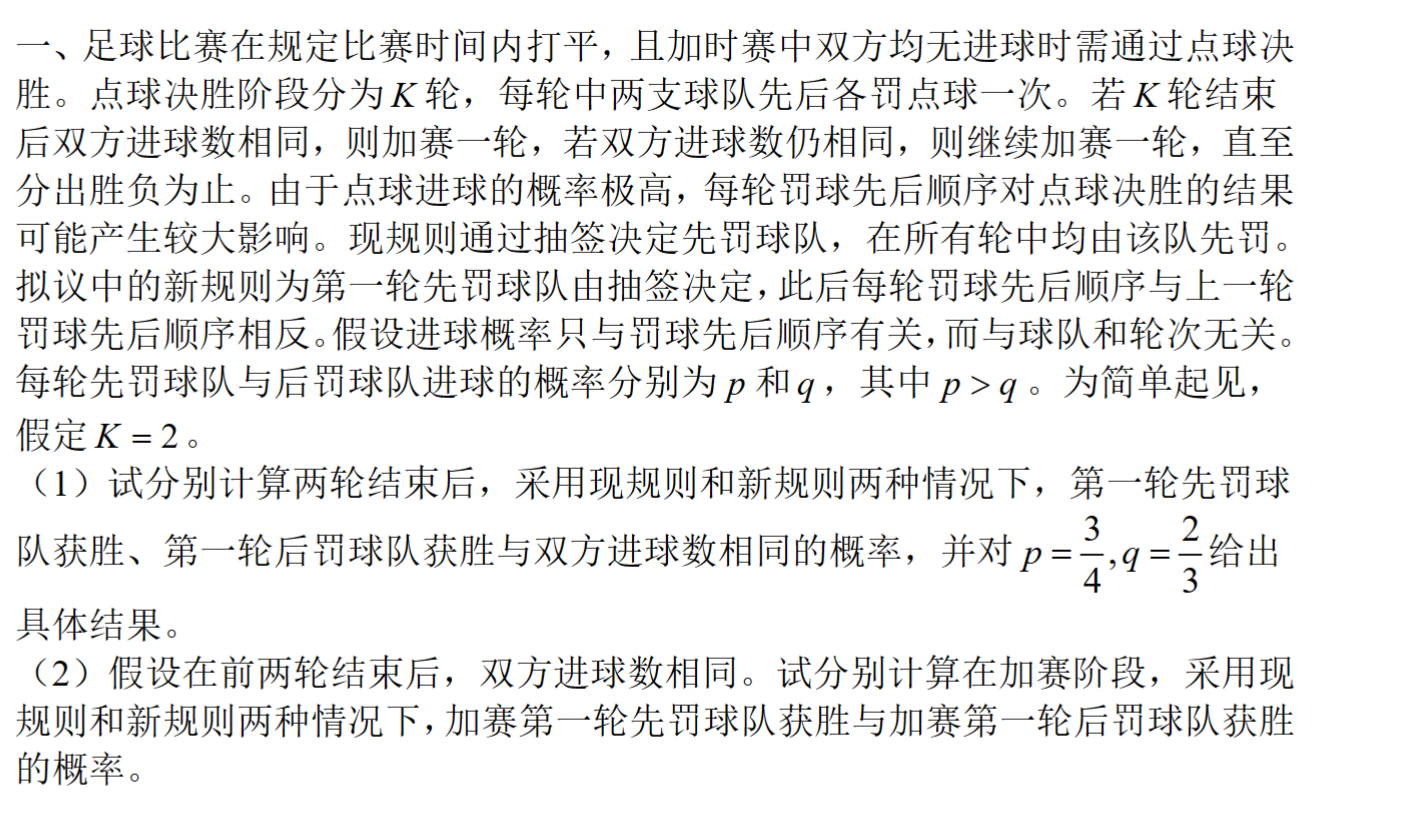 一、足球比赛在规定比赛时间内打平，且加时赛中双方均无进球时需通过点球决
胜。点球决胜阶段分为 K 轮，每轮中两支球队先后各罚点球一次。若 K 轮结束
后双方进球数相同，则加赛一轮，若双方进球数仍相同，则继续加赛一轮，直至
分出胜负为止。由于点球进球的概率极高，每轮罚球先后顺序对点球决胜的结果
可能产生较大影响。现规则通过抽签决定先罚球队，在所有轮中均由该队先罚。
拟议中的新规则为第一轮先罚球队由抽签决定，此后每轮罚球先后顺序与上一轮
罚球先后顺序相反。假设进球概率只与罚球先后顺序有关，而与球队和轮次无关。
每轮先罚球队与后罚球队进球的概率分别为 p 和 q ，其中 p > q 。为简单起见，
假定 K = 2 。
（1）试分别计算两轮结束后，采用现规则和新规则两种情况下，第一轮先罚球
队获胜、第一轮后罚球队获胜与双方进球数相同的概率，并对 p = 3/4, q = 2/3 给出
具体结果。
（2）假设在前两轮结束后，双方进球数相同。试分别计算在加赛阶段，采用现
规则和新规则两种情况下，加赛第一轮先罚球队获胜与加赛第一轮后罚球队获胜
的概率。